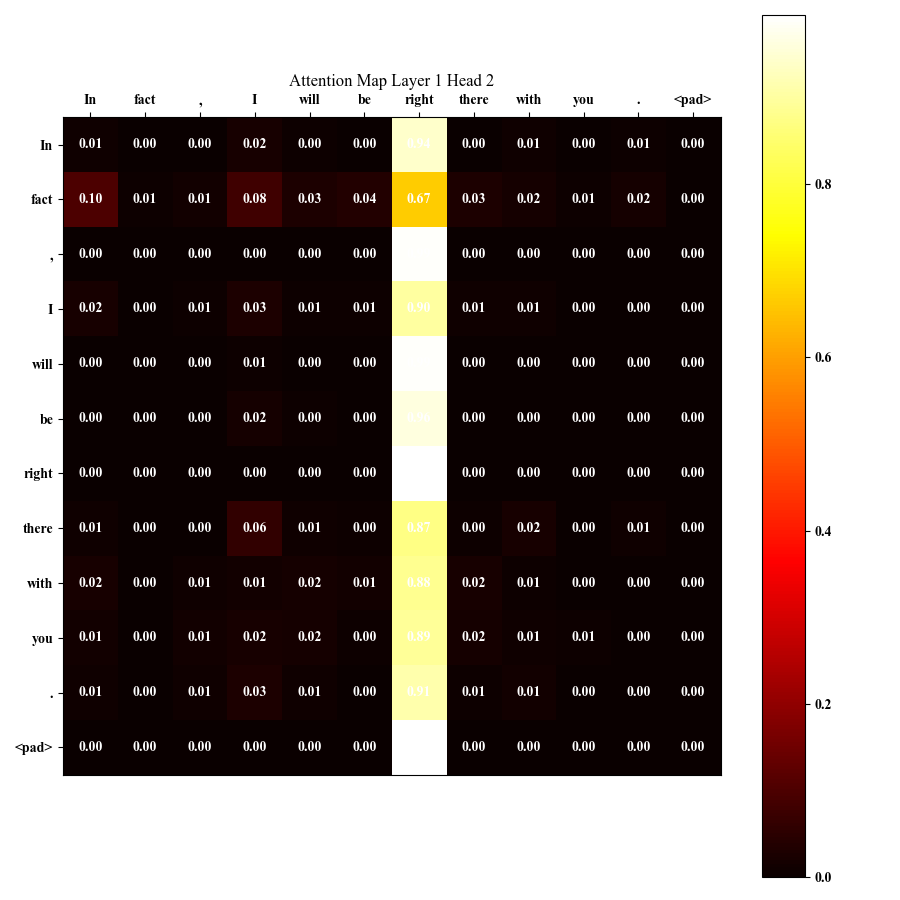 Attention Map Layer 1 Head 2
In fact , I will be right there with you . <pad>
In 0.01 0.00 0.00 0.02 0.00 0.00 0.00 0.01 0.00 0.01 0.00
fact 0.10 0.01 0.01 0.08 0.03 0.04 0.67 0.03 0.02 0.01 0.02 0.00
, 0.00 0.00 0.00 0.00 0.00 0.00 0.00 0.00 0.00 0.00 0.00
I 0.02 0.00 0.01 0.03 0.01 0.01 0.90 0.01 0.01 0.00 0.00 0.00
will 0.00 0.00 0.00 0.01 0.00 0.00 0.00 0.00 0.00 0.00 0.00
be 0.00 0.00 0.00 0.02 0.00 0.00 0.00 0.00 0.00 0.00 0.00
right 0.00 0.00 0.00 0.00 0.00 0.00 0.00 0.00 0.00 0.00 0.00
there 0.01 0.00 0.00 0.06 0.01 0.00 0.87 0.00 0.02 0.00 0.01 0.00
with 0.02 0.00 0.01 0.01 0.02 0.01 0.88 0.02 0.01 0.00 0.00 0.00
you 0.01 0.00 0.01 0.02 0.02 0.00 0.89 0.02 0.01 0.01 0.00 0.00
. 0.01 0.00 0.01 0.03 0.01 0.00 0.91 0.01 0.01 0.00 0.00 0.00
<pad> 0.00 0.00 0.00 0.00 0.00 0.00 0.00 0.00 0.00 0.00 0.00
0.8
0.6
0.4
0.2
0.0